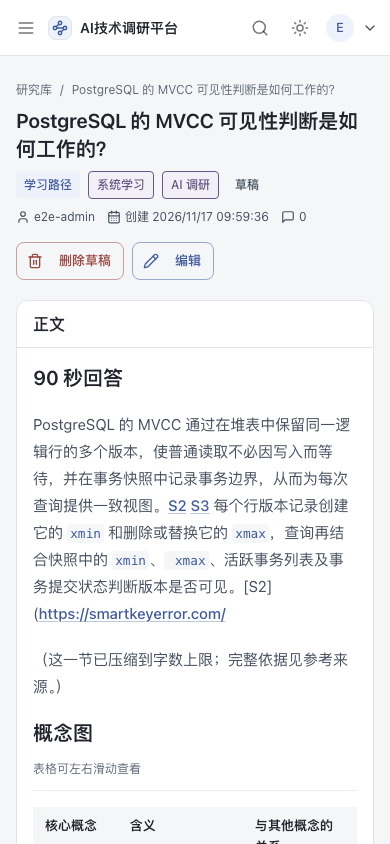 AI技术调研平台
E
研究库 / PostgreSQL 的 MVCC 可见性判断是如何工作的?
PostgreSQL 的 MVCC 可见性判断是如
何工作的?
学习路径 系统学习 AI 调研 草稿
e2e-admin 创建 2026/11/17 09:59:36 0
删除草稿 编辑
正文
90 秒回答
PostgreSQL 的 MVCC 通过在堆表中保留同一逻
辑行的多个版本，使普通读取不必因写入而等
待，并在事务快照中记录事务边界，从而为每次
查询提供一致视图。S2 S3 每个行版本记录创建
它的 xmin 和删除或替换它的 xmax，查询再结
合快照中的 xmin、 xmax、活跃事务列表及事
务提交状态判断版本是否可见。[S2]
(https://smartkeyerror.com/
（这一节已压缩到字数上限；完整依据见参考来
源。）
概念图
表格可左右滑动查看
核心概念 含义 与其他概念的